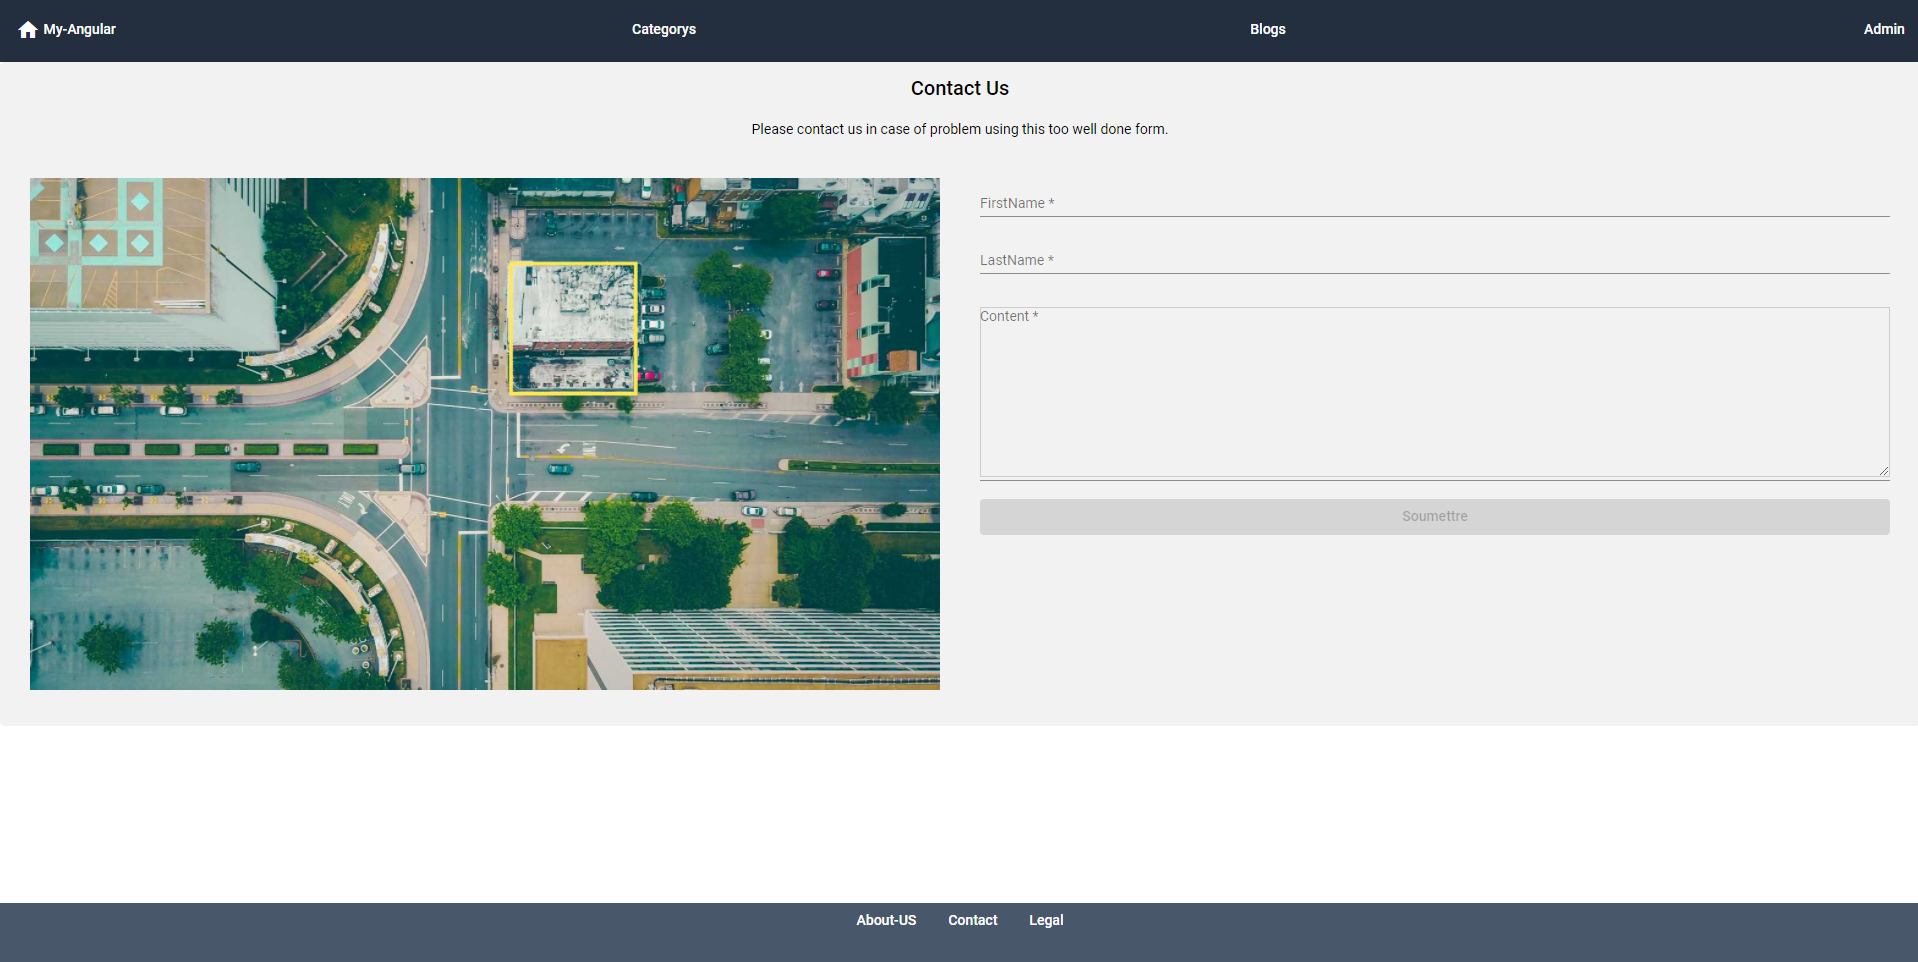 My-Angular
Categorys
Blogs
Admin
Contact Us
Please contact us in case of problem using this too well done form.
FirstName *
LastName *
Content *
Soumettre
About-US
Contact
Legal